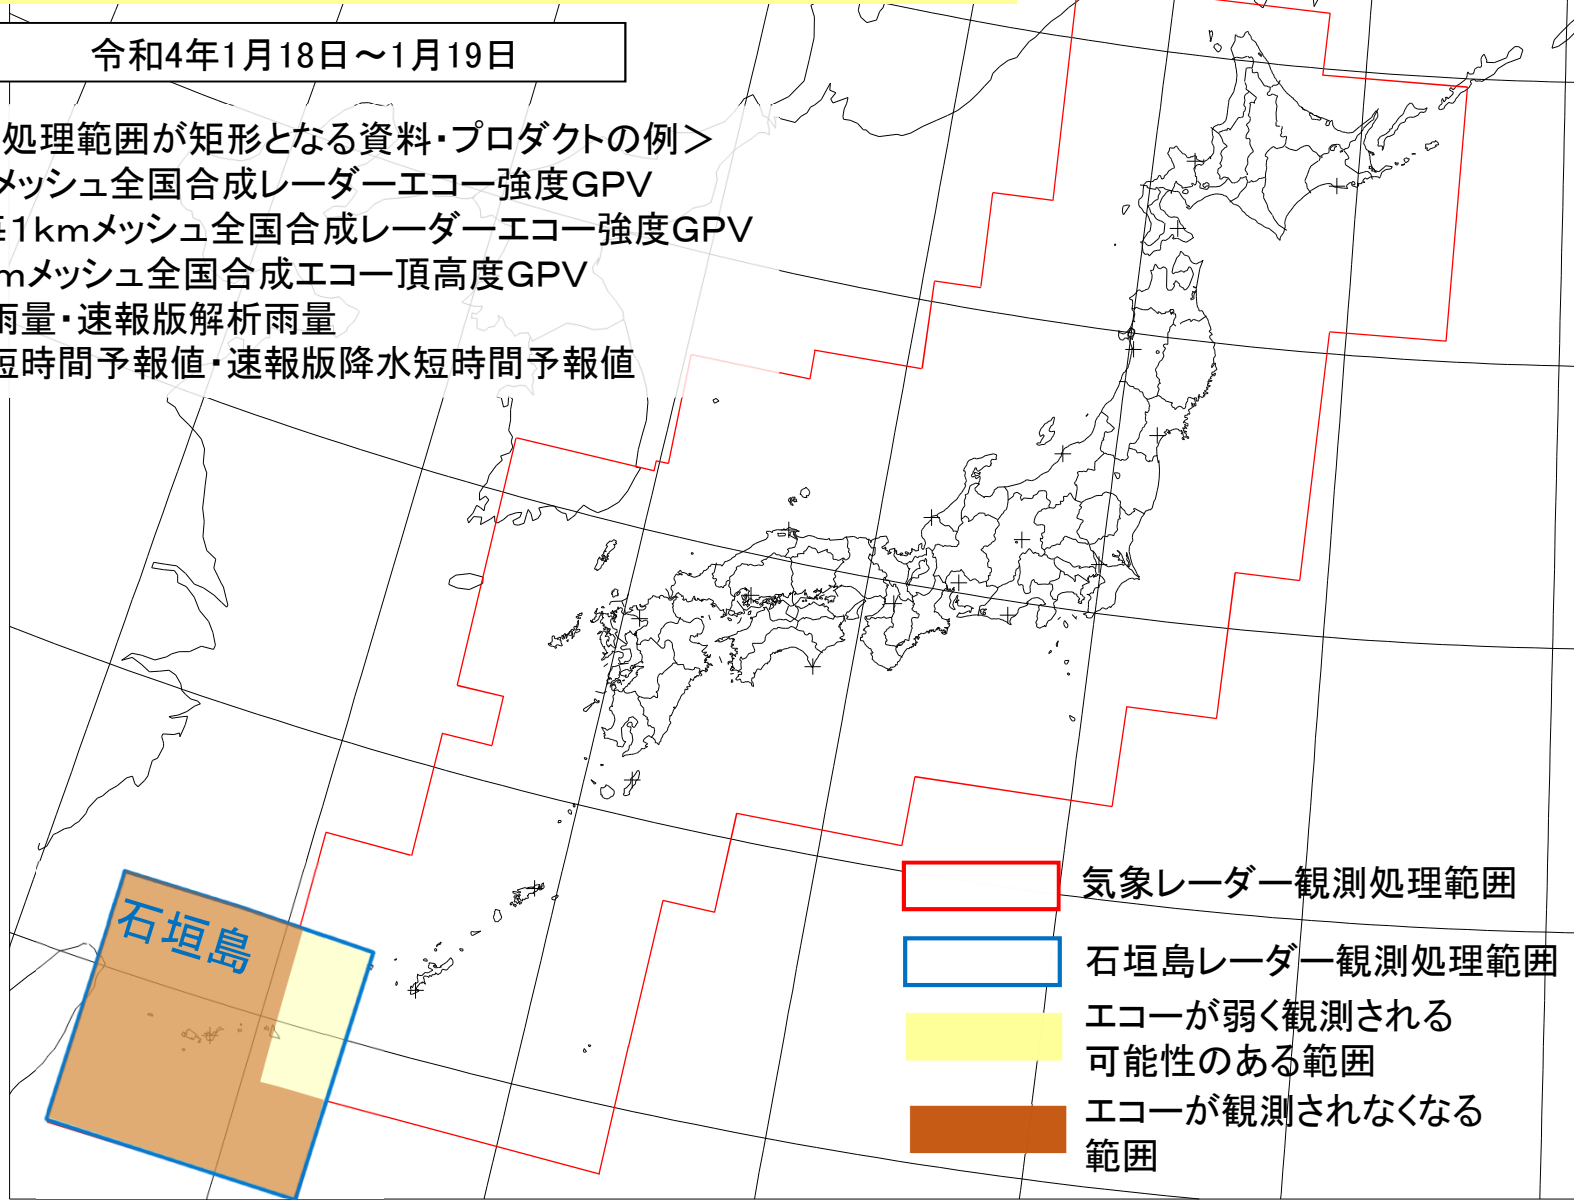 令和4年1月18日～1月19日
処理範囲が矩形となる資料・プロダクトの例＞
メッシュ全国合成レーダーエコー強度GPV
毎1kmメッシュ全国合成レーダーエコー強度GPV
mメッシュ全国合成エコー頂高度GPV
雨量・速報版解析雨量
短時間予報値・速報版降水短時間予報値
石垣島
気象レーダー観測処理範囲
石垣島レーダー観測処理範囲
エコーが弱く観測される
可能性のある範囲
エコーが観測されなくなる
範囲